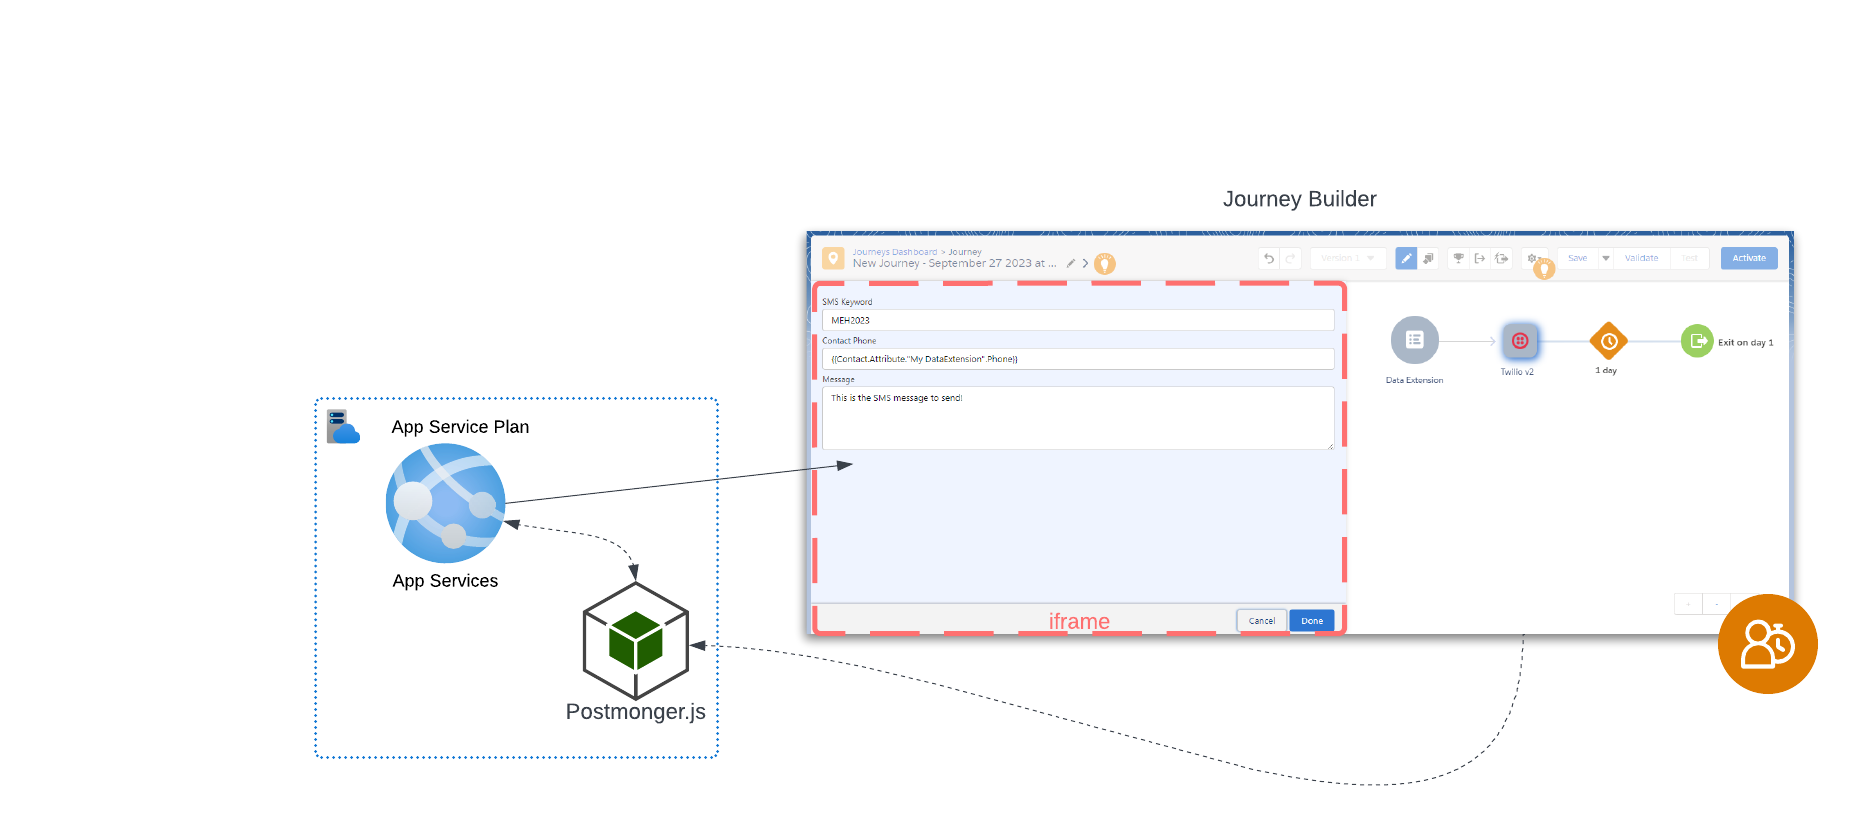 Journey Builder
Journeys Dashboard > Journey
New Journey - September 27 2023 at ...
Version 1
Save
Validate
Test
Activate
SMS Keyword
MEH2023
Contact Phone
{{Contact.Attribute."My DataExtension".Phone}}
Message
This is the SMS message to send!
Cancel
Done
iframe
Data Extension
Twilio v2
1 day
Exit on day 1
App Service Plan
App Services
Postmonger.js